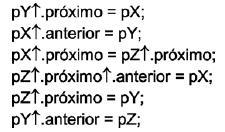 pY↑.próximo = pX;
pX↑.anterior = pY;
pX↑.próximo = pZ↑.próximo;
pZ↑.próximo↑.anterior = pX;
pZ↑.próximo = pY;
pY↑.anterior = pZ;